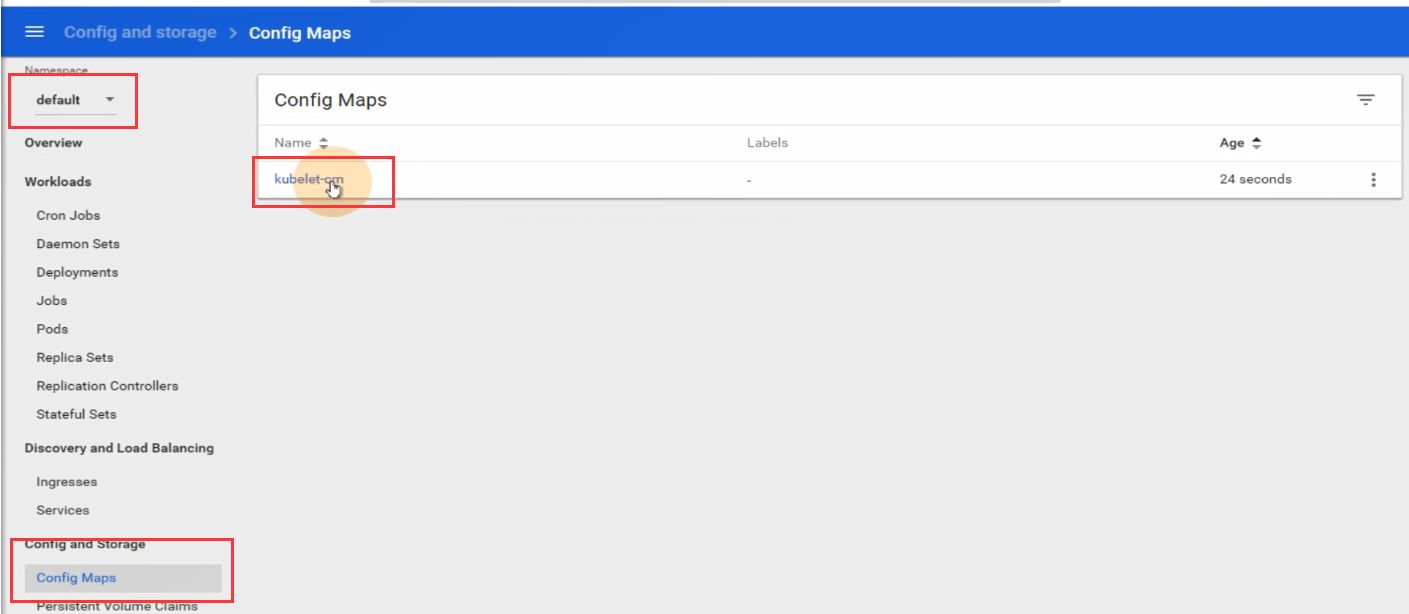 Config and storage > Config Maps
Namespace
default
Overview
Workloads
Cron Jobs
Daemon Sets
Deployments
Jobs
Pods
Replica Sets
Replication Controllers
Stateful Sets
Discovery and Load Balancing
Ingresses
Services
Config and Storage
Config Maps
Persistent Volume Claims
Config Maps
Name Labels Age
kubelet-cm - 24 seconds